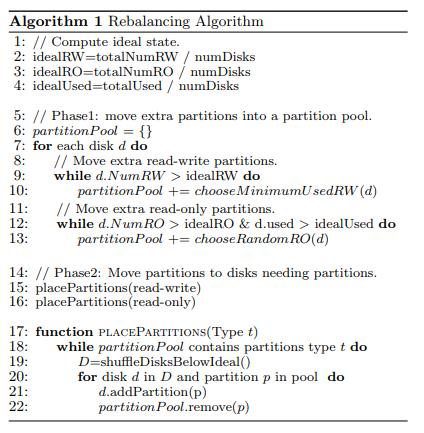 Algorithm 1 Rebalancing Algorithm
1: // Compute ideal state.
2: idealRW=totalNumRW / numDisks
3: idealRO=totalNumRO / numDisks
4: idealUsed=totalUsed / numDisks
5: // Phase1: move extra partitions into a partition pool.
6: partitionPool = {}
7: for each disk d do
8: // Move extra read-write partitions.
9: while d.NumRW > idealRW do
10: partitionPool += chooseMinimumUsedRW(d)
11: // Move extra read-only partitions.
12: while d.NumRO > idealRO & d.used > idealUsed do
13: partitionPool += chooseRandomRO(d)
14: // Phase2: Move partitions to disks needing partitions.
15: placePartitions(read-write)
16: placePartitions(read-only)
17: function PLACEPARTITIONS(Type t)
18: while partitionPool contains partitions type t do
19: D=shuffleDisksBelowIdeal()
20: for disk d in D and partition p in pool do
21: d.addPartition(p)
22: partitionPool.remove(p)